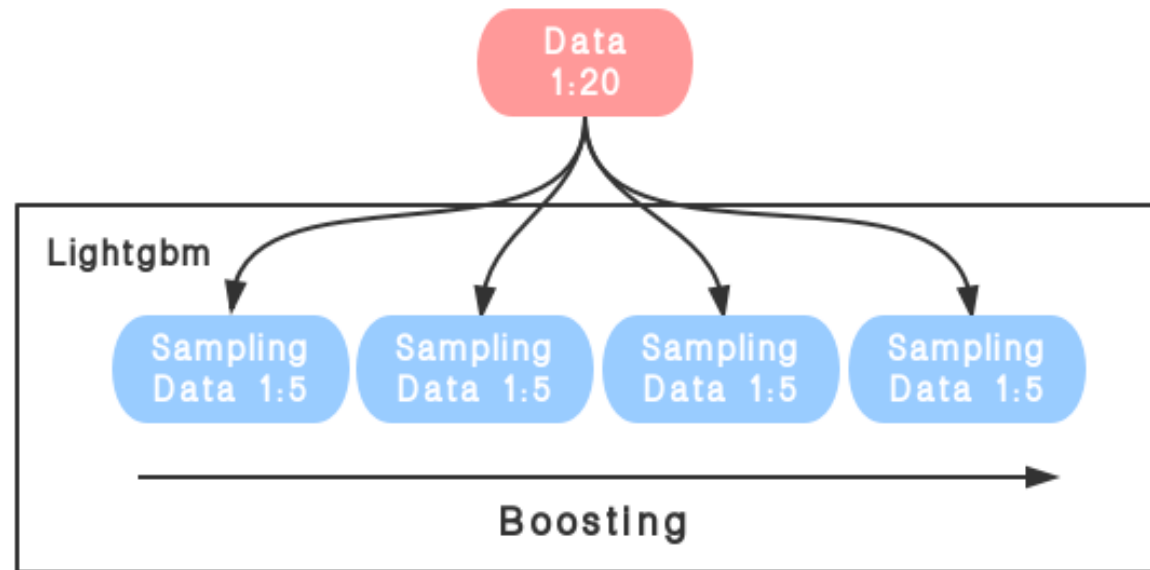 Data
1:20
Lightgbm
Sampling
Data 1:5
Sampling
Data 1:5
Sampling
Data 1:5
Sampling
Data 1:5
Boosting